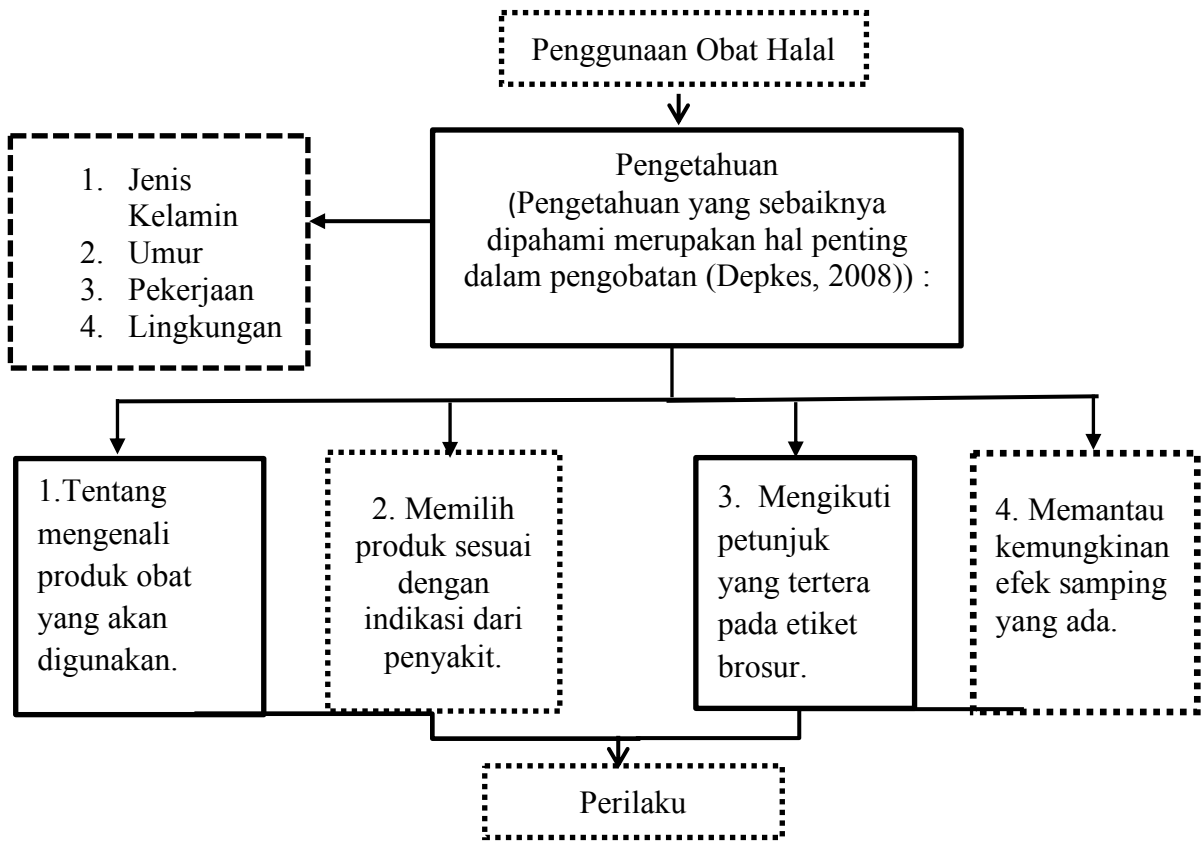 Penggunaan Obat Halal
Pengetahuan
(Pengetahuan yang sebaiknya
dipahami merupakan hal penting
dalam pengobatan (Depkes, 2008)) :
1. Jenis
Kelamin
2. Umur
3. Pekerjaan
4. Lingkungan
1.Tentang
mengenali
produk obat
yang akan
digunakan.
2. Memilih
produk sesuai
dengan
indikasi dari
penyakit.
3. Mengikuti
petunjuk
yang tertera
pada etiket
brosur.
4. Memantau
kemungkinan
efek samping
yang ada.
Perilaku